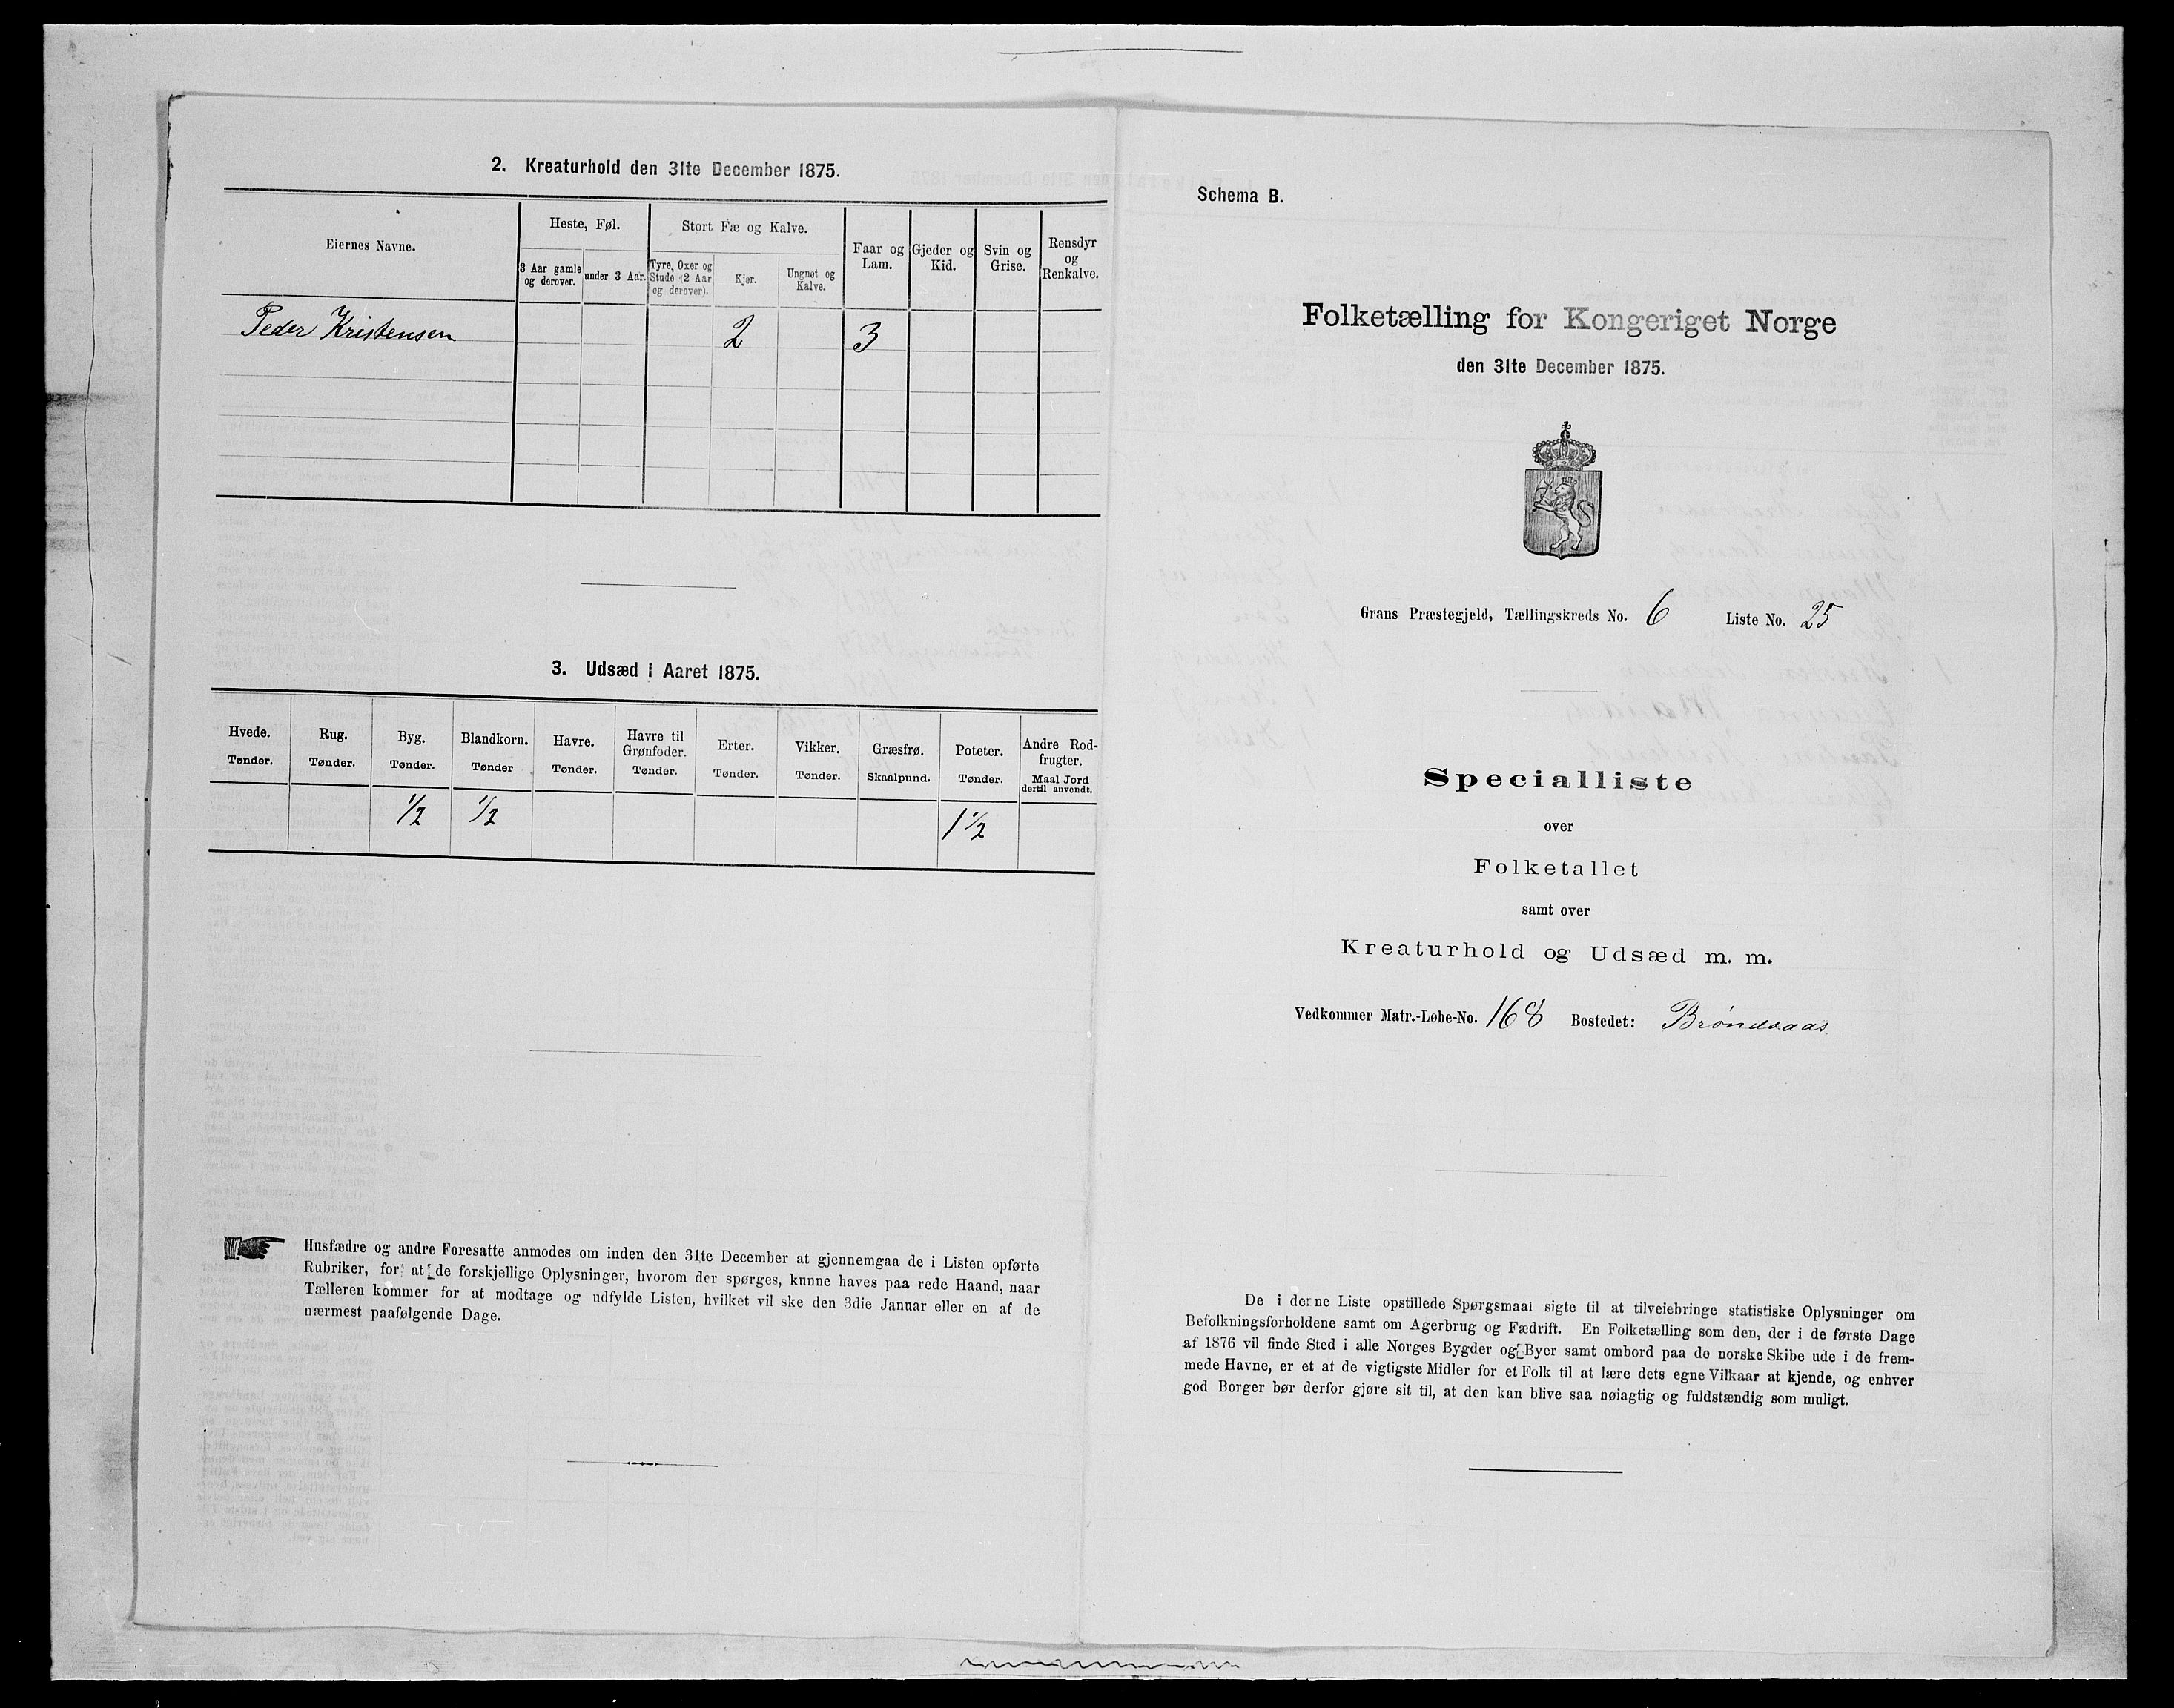 2. Kreaturhold den 31te December 1875.
Eiernes Navne.
Heste, Føl.
3 Aar gamle og derover.
under 3 Aar.
Stort Fæ og Kalve.
Tyre, Oxer og Stude (2 Aar og derover).
Kjør.
Ungnøt og Kalve.
Faar og Lam.
Gjeder og Kid.
Svin og Grise.
Rensdyr og Renkalve.
Peder Kristensen 2 3
3. Udsæd i Aaret 1875.
Hvede. Rug. Byg. Blandkorn. Havre. Havre til Grønfoder. Erter. Vikker. Græsfrø. Poteter. Andre Rodfrugter.
Tønder. Tønder. Tønder. Tønder Tønder. Tønder. Tønder. Tønder. Skaalpund. Tønder. Maal Jord dertil anvendt.
1/2 1/2 1 1/2
Husfædre og andre Foresatte anmodes om inden den 31te December at gjennemgaa de i Listen opførte
Rubriker, for at de forskjellige Oplysninger, hvorom der spørges, kunne haves paa rede Haand, naar
Tælleren kommer for at modtage og udfylde Listen, hvilket vil ske den 3die Januar eller en af de
nærmest paafølgende Dage.
Schema B.
Folketælling for Kongeriget Norge
den 31te December 1875.
Grans Præstegjeld, Tællingskreds No. 6 Liste No. 25
Specialliste
over
Folketallet
samt over
Kreaturhold og Udsæd m. m.
Vedkommer Matr.-Løbe-No. 168 Bostedet: Brøndsaas
De i denne Liste opstillede Spørgsmaal sigte til at tilveiebringe statistiske Oplysninger om
Befolkningsforholdene samt om Agerbrug og Fædrift. En Folketælling som den, der i de første Dage
af 1876 vil finde Sted i alle Norges Bygder og Byer samt ombord paa de norske Skibe ude i de frem-
mede Havne, er et af de vigtigste Midler for et Folk til at lære dets egne Vilkaar at kjende, og enhver
god Borger bør derfor gjøre sit til, at den kan blive saa nøiagtig og fuldstændig som muligt.